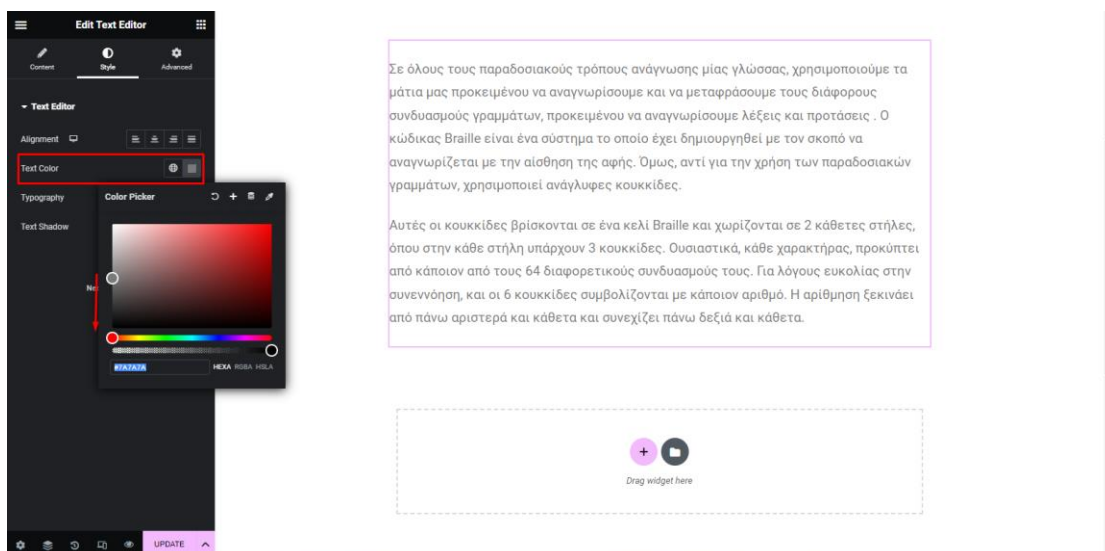 Edit Text Editor
Content
Style
Advanced
Text Editor
Alignment
Text Color
Typography
Color Picker
Text Shadow
#7A7A7A
HEXA RGBA HSLA
UPDATE
Σε όλους τους παραδοσιακούς τρόπους ανάγνωσης μίας γλώσσας, χρησιμοποιούμε τα
μάτια μας προκειμένου να αναγνωρίσουμε και να μεταφράσουμε τους διάφορους
συνδυασμούς γραμμάτων, προκειμένου να αναγνωρίσουμε λέξεις και προτάσεις . Ο
κώδικας Braille είναι ένα σύστημα το οποίο έχει δημιουργηθεί με τον σκοπό να
αναγνωρίζεται με την αίσθηση της αφής. Όμως, αντί για την χρήση των παραδοσιακών
γραμμάτων, χρησιμοποιεί ανάγλυφες κουκκίδες.
Αυτές οι κουκκίδες βρίσκονται σε ένα κελί Braille και χωρίζονται σε 2 κάθετες στήλες,
όπου στην κάθε στήλη υπάρχουν 3 κουκκίδες. Ουσιαστικά, κάθε χαρακτήρας, προκύπτει
από κάποιον από τους 64 διαφορετικούς συνδυασμούς τους. Για λόγους ευκολίας στην
συνεννόηση, και οι 6 κουκκίδες συμβολίζονται με κάποιον αριθμό. Η αρίθμηση ξεκινάει
από πάνω αριστερά και κάθετα και συνεχίζει πάνω δεξιά και κάθετα.
Drag widget here